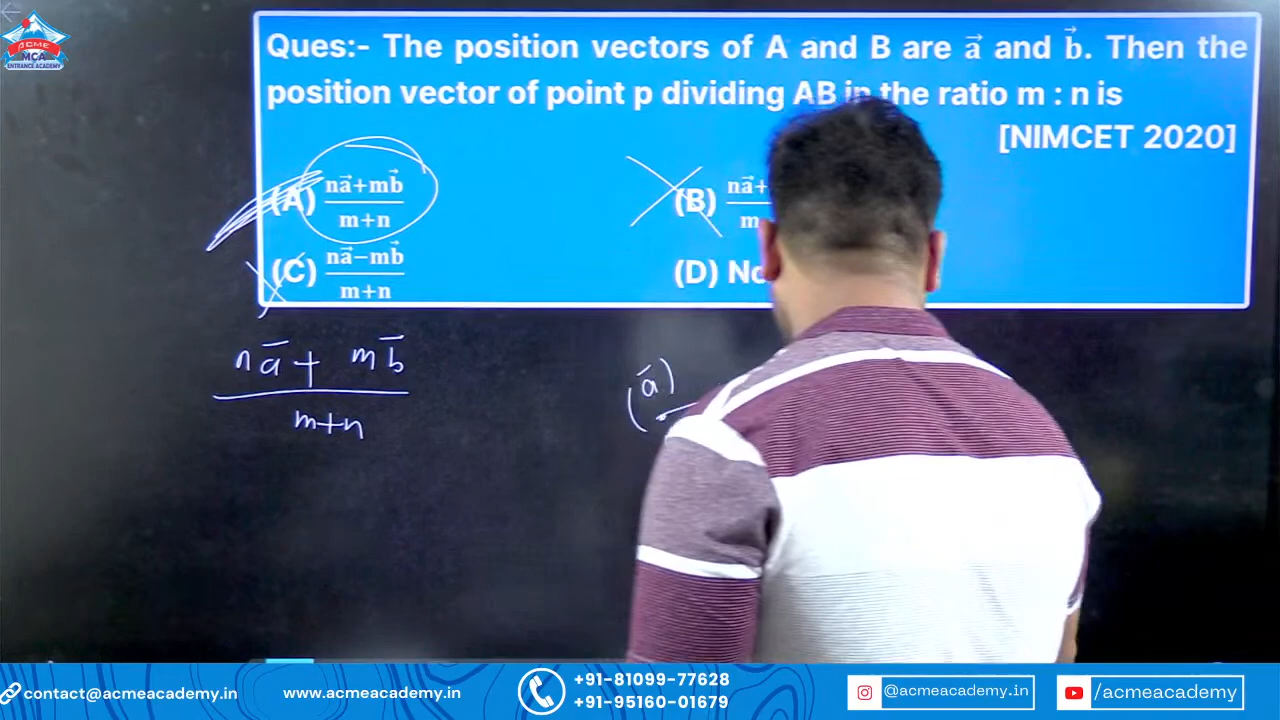 ACME
MCA
ENTRANCE ACADEMY
Ques:- The position vectors of A and B are a⃗ and b⃗. Then the
position vector of point p dividing AB in the ratio m : n is
[NIMCET 2020]
(A) na⃗+mb⃗
m+n
(B) na⃗+
m
(C) na⃗−mb⃗
m+n
(D)
na̅ + mb̅
m+n
(a̅)
contact@acmeacademy.in
www.acmeacademy.in
+91-81099-77628
+91-95160-01679
@acmeacademy.in
/acmeacademy